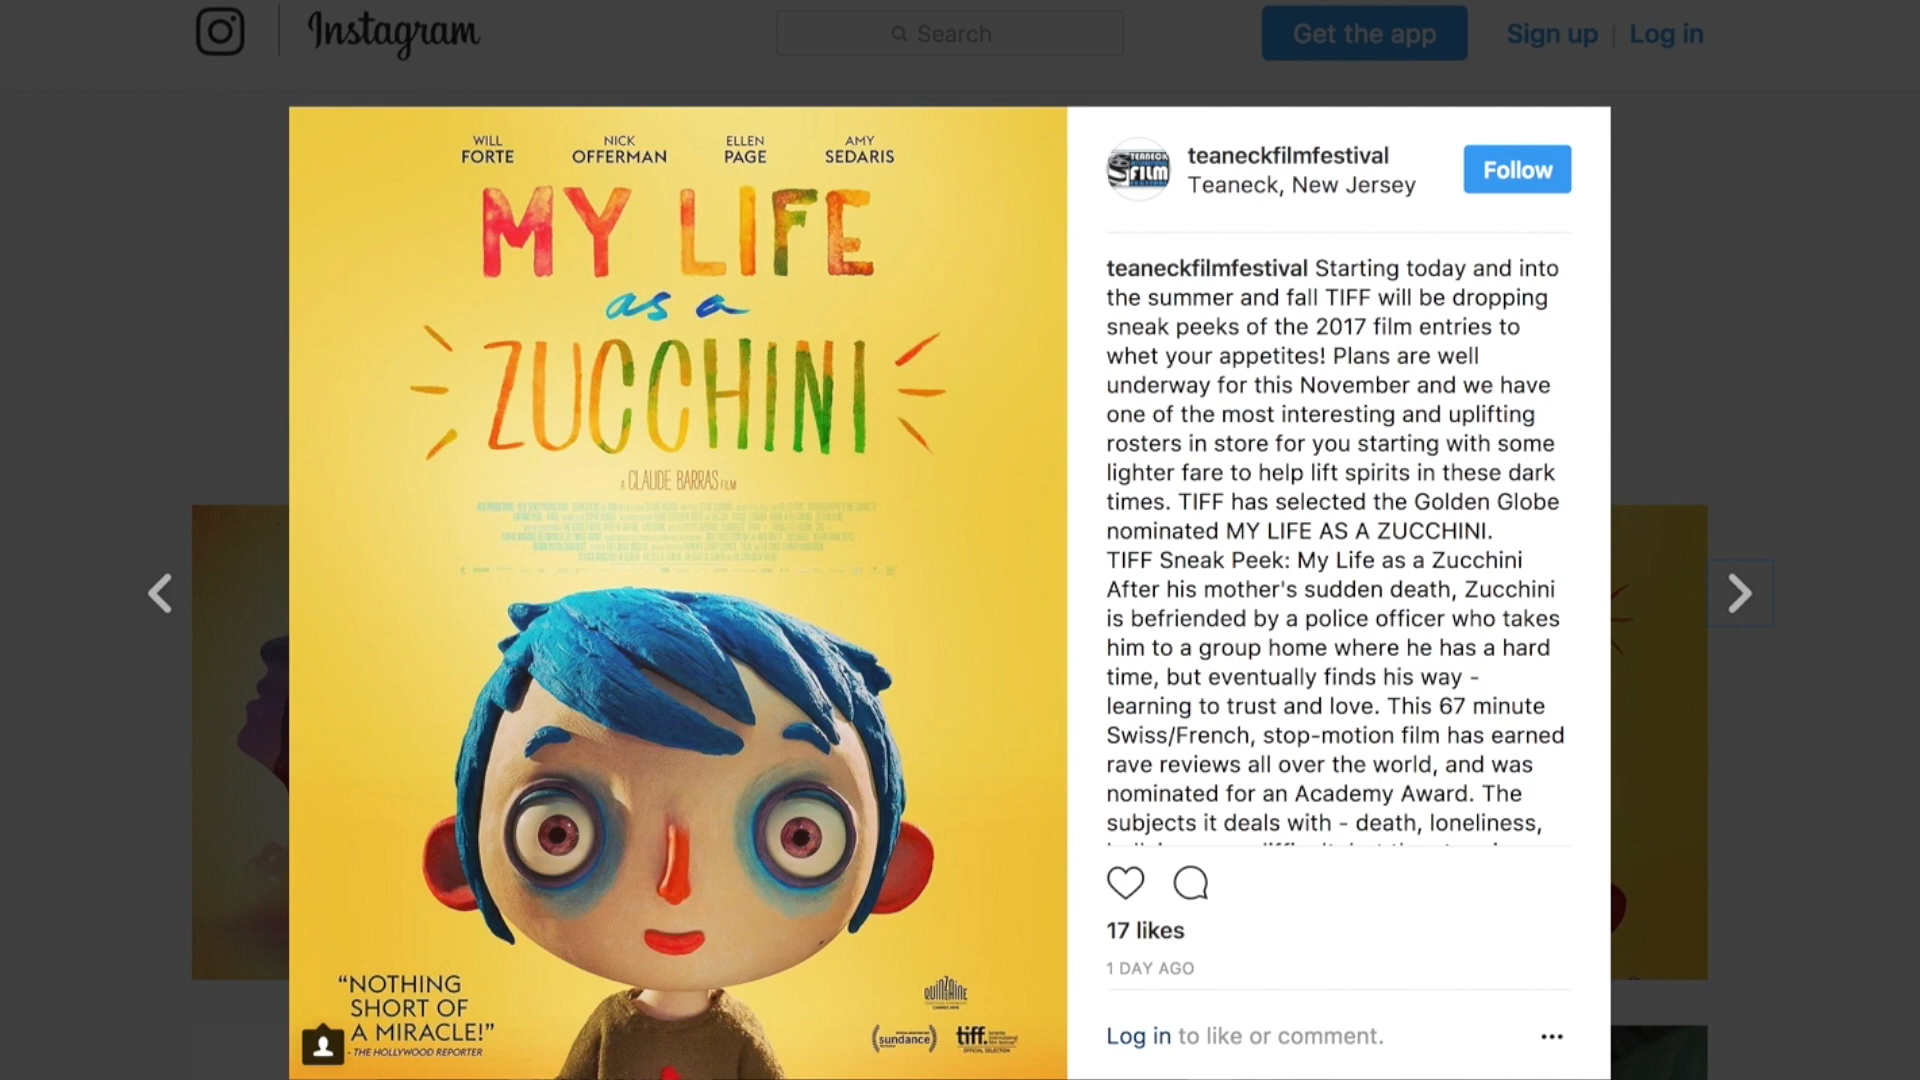 Instagram
Search
Get the app
Sign up | Log in
WILL FORTE
NICK OFFERMAN
ELLEN PAGE
AMY SEDARIS
MY LIFE
as a
ZUCCHINI
A CLAUDE BARRAS FILM
"NOTHING
SHORT OF
A MIRACLE!"
- THE HOLLYWOOD REPORTER
QUINZAINE
sundance
tiff.
OFFICIAL SELECTION
TEANECK
FILM
teaneckfilmfestival
Teaneck, New Jersey
Follow
teaneckfilmfestival Starting today and into
the summer and fall TIFF will be dropping
sneak peeks of the 2017 film entries to
whet your appetites! Plans are well
underway for this November and we have
one of the most interesting and uplifting
rosters in store for you starting with some
lighter fare to help lift spirits in these dark
times. TIFF has selected the Golden Globe
nominated MY LIFE AS A ZUCCHINI.
TIFF Sneak Peek: My Life as a Zucchini
After his mother's sudden death, Zucchini
is befriended by a police officer who takes
him to a group home where he has a hard
time, but eventually finds his way -
learning to trust and love. This 67 minute
Swiss/French, stop-motion film has earned
rave reviews all over the world, and was
nominated for an Academy Award. The
subjects it deals with - death, loneliness,
17 likes
1 DAY AGO
Log in to like or comment.